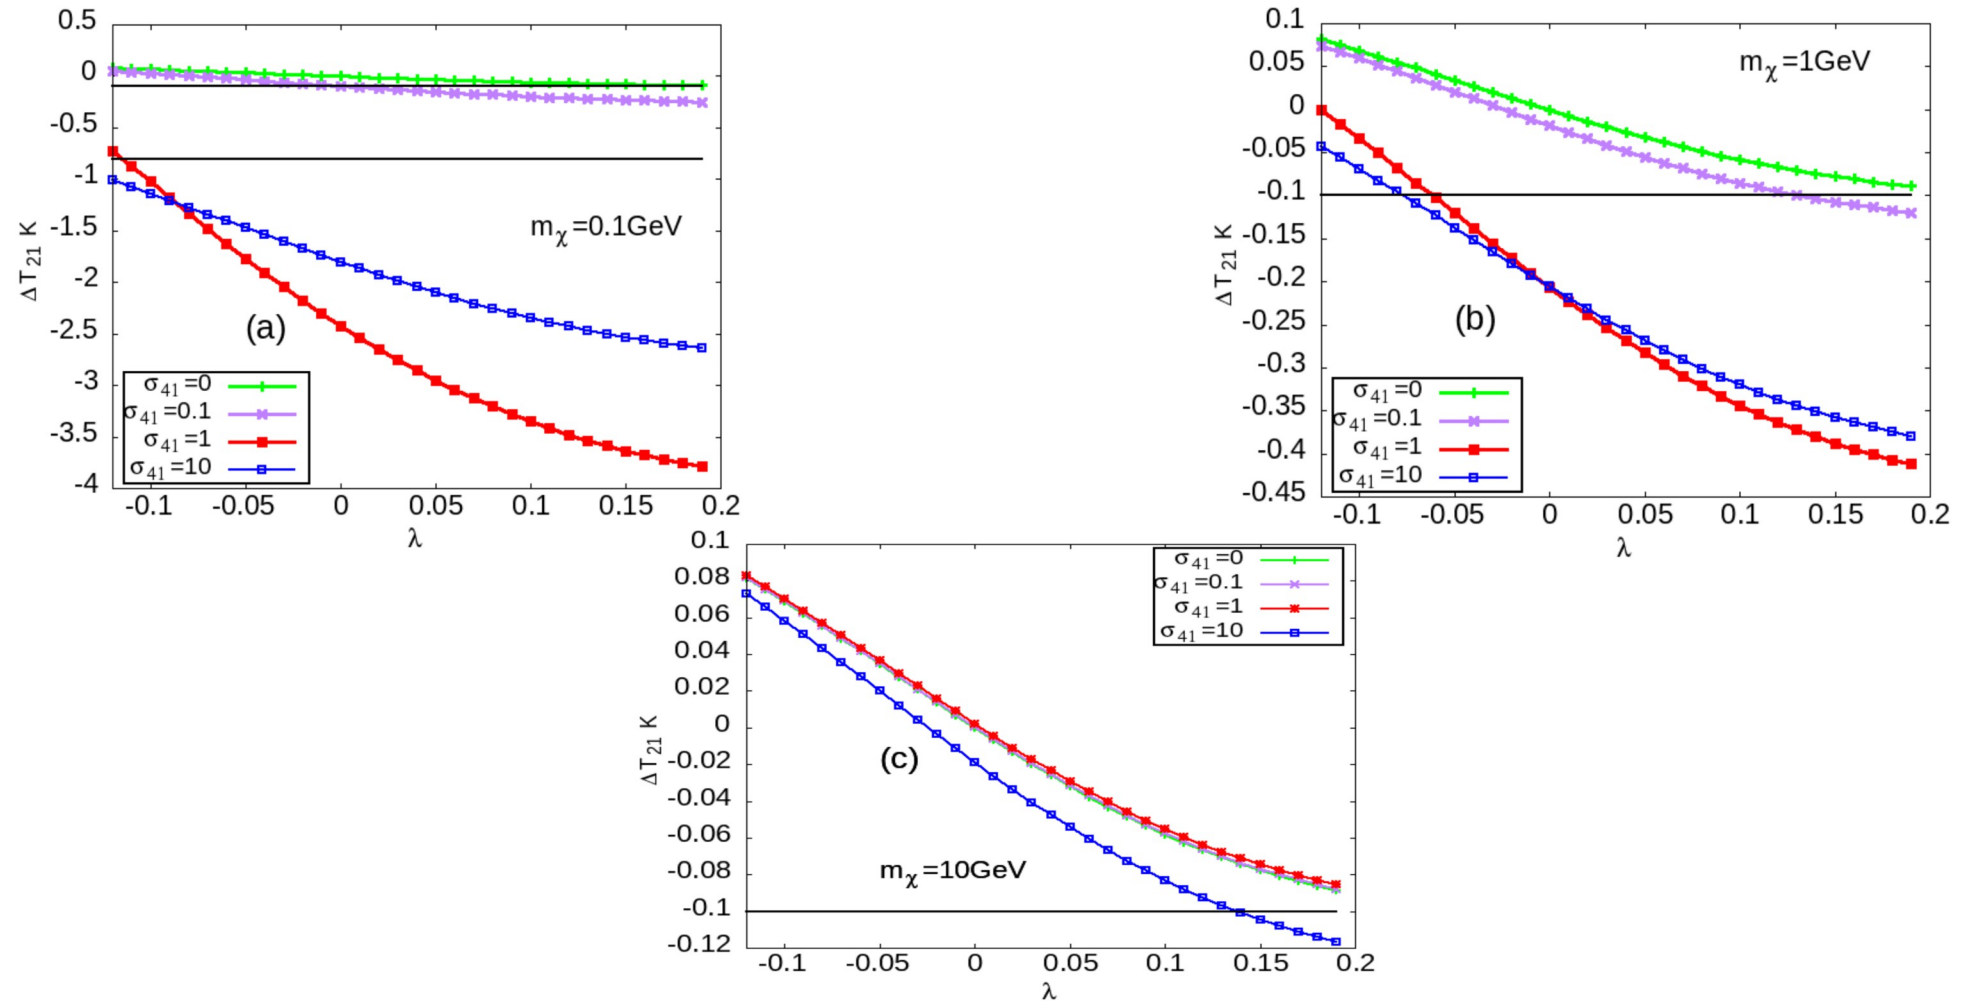 0.5
0
-0.5
-1
-1.5
-2
-2.5
-3
-3.5
-4
ΔT21 K
mχ=0.1GeV
(a)
σ41=0
σ41=0.1
σ41=1
σ41=10
-0.1 -0.05 0 0.05 0.1 0.15 0.2
λ
0.1
0.05
0
-0.05
-0.1
-0.15
-0.2
-0.25
-0.3
-0.35
-0.4
-0.45
ΔT21 K
mχ=1GeV
(b)
σ41=0
σ41=0.1
σ41=1
σ41=10
-0.1 -0.05 0 0.05 0.1 0.15 0.2
λ
0.1
0.08
0.06
0.04
0.02
0
-0.02
-0.04
-0.06
-0.08
-0.1
-0.12
ΔT21 K
σ41=0
σ41=0.1
σ41=1
σ41=10
(c)
mχ=10GeV
-0.1 -0.05 0 0.05 0.1 0.15 0.2
λ